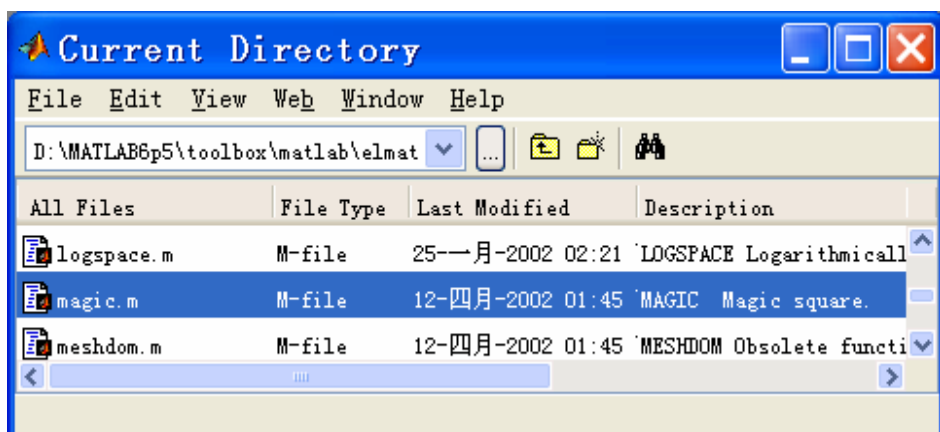 Current Directory
File Edit View Web Window Help
D:\MATLAB6p5\toolbox\matlab\elmat ...
All Files File Type Last Modified Description
logspace.m M-file 25-一月-2002 02:21 LOGSPACE Logarithmicall
magic.m M-file 12-四月-2002 01:45 MAGIC Magic square.
meshdom.m M-file 12-四月-2002 01:45 MESHDOM Obsolete functi